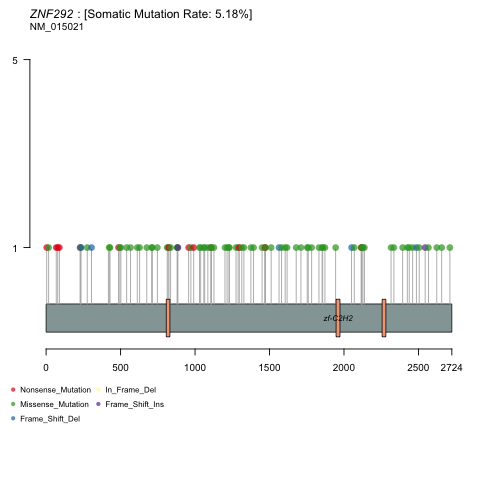 ZNF292 : [Somatic Mutation Rate: 5.18%]
NM_015021
5
1
zf-C2H2
0 500 1000 1500 2000 2500 2724
Nonsense_Mutation In_Frame_Del
Missense_Mutation Frame_Shift_Ins
Frame_Shift_Del